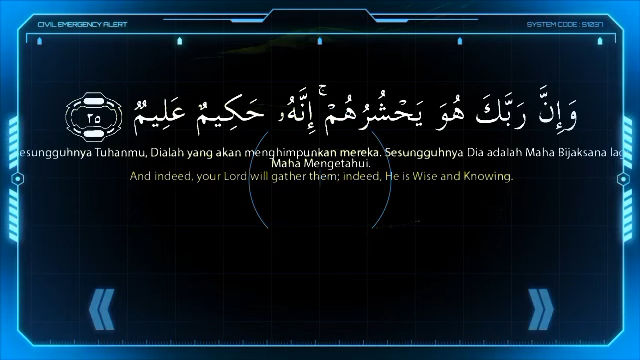 CIVIL EMERGENCY ALERT
SYSTEM CODE : S1037
وَإِنَّ رَبَّكَ هُوَ يَحْشُرُهُمْ ۚ إِنَّهُۥ حَكِيمٌ عَلِيمٌ ٢٥
esungguhnya Tuhanmu, Dialah yang akan menghimpunkan mereka. Sesungguhnya Dia adalah Maha Bijaksana lag
Maha Mengetahui.
And indeed, your Lord will gather them; indeed, He is Wise and Knowing.